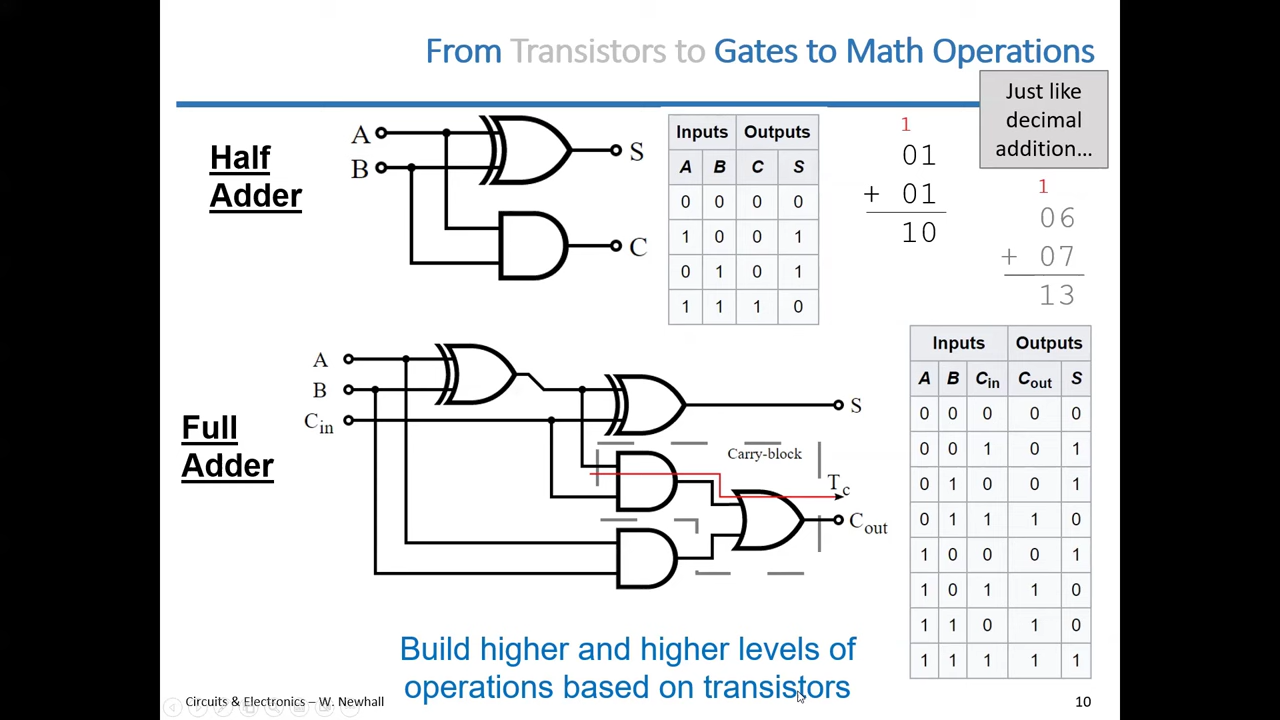 From Transistors to Gates to Math Operations
Just like
decimal
addition...
Half
Adder
A
B
S
C
Inputs Outputs
A B C S
0 0 0 0
1 0 0 1
0 1 0 1
1 1 1 0
1
01
+ 01
10
1
06
+ 07
13
Full
Adder
A
B
Cin
S
Carry-block
Tc
Cout
Inputs Outputs
A B Cin Cout S
0 0 0 0 0
0 0 1 0 1
0 1 0 0 1
0 1 1 1 0
1 0 0 0 1
1 0 1 1 0
1 1 0 1 0
1 1 1 1 1
Build higher and higher levels of
operations based on transistors
Circuits & Electronics – W. Newhall
10